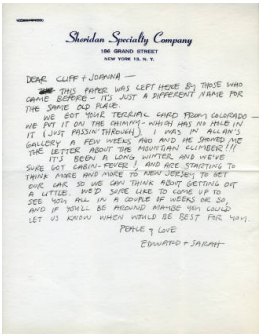 Sheridan Specialty Company
186 GRAND STREET
NEW YORK 13, N. Y.
DEAR CLIFF + JOANNA -
THIS PAPER WAS LEFT HERE BY THOSE WHO
CAME BEFORE - IT'S JUST A DIFFERENT NAME FOR
THE SAME OLD PLACE.
WE GOT YOUR TERRIAL CARD FROM COLORADO -
WE PUT IT ON THE CHIMNY - WHICH HAS NO HOLE IN
IT (JUST PASSIN' THROUGH). I WAS IN ALLAN'S
GALLERY A FEW WEEKS AGO AND HE SHOWED ME
THE LETTER ABOUT THE MOUNTIAN CLIMBER!!!
IT'S BEEN A LONG, WINTER AND WE'VE
SURE GOT CABIN-FEVER! AND ARE STARTING TO
THINK MORE AND MORE TO NEW JERSEY TO GET
OUR CAR SO WE CAN THINK ABOUT GETTING OUT
A LITTLE. WE'D SURE LIKE TO COME UP TO
SEE YOU ALL IN A COUPLE OF WEEKS OR SO,
AND IF YOU'LL BE AROUND MAYBE YOU COULD
LET US KNOW WHEN WOULD BE BEST FOR YOU.
PEACE + LOVE
EDWARD + SARAH